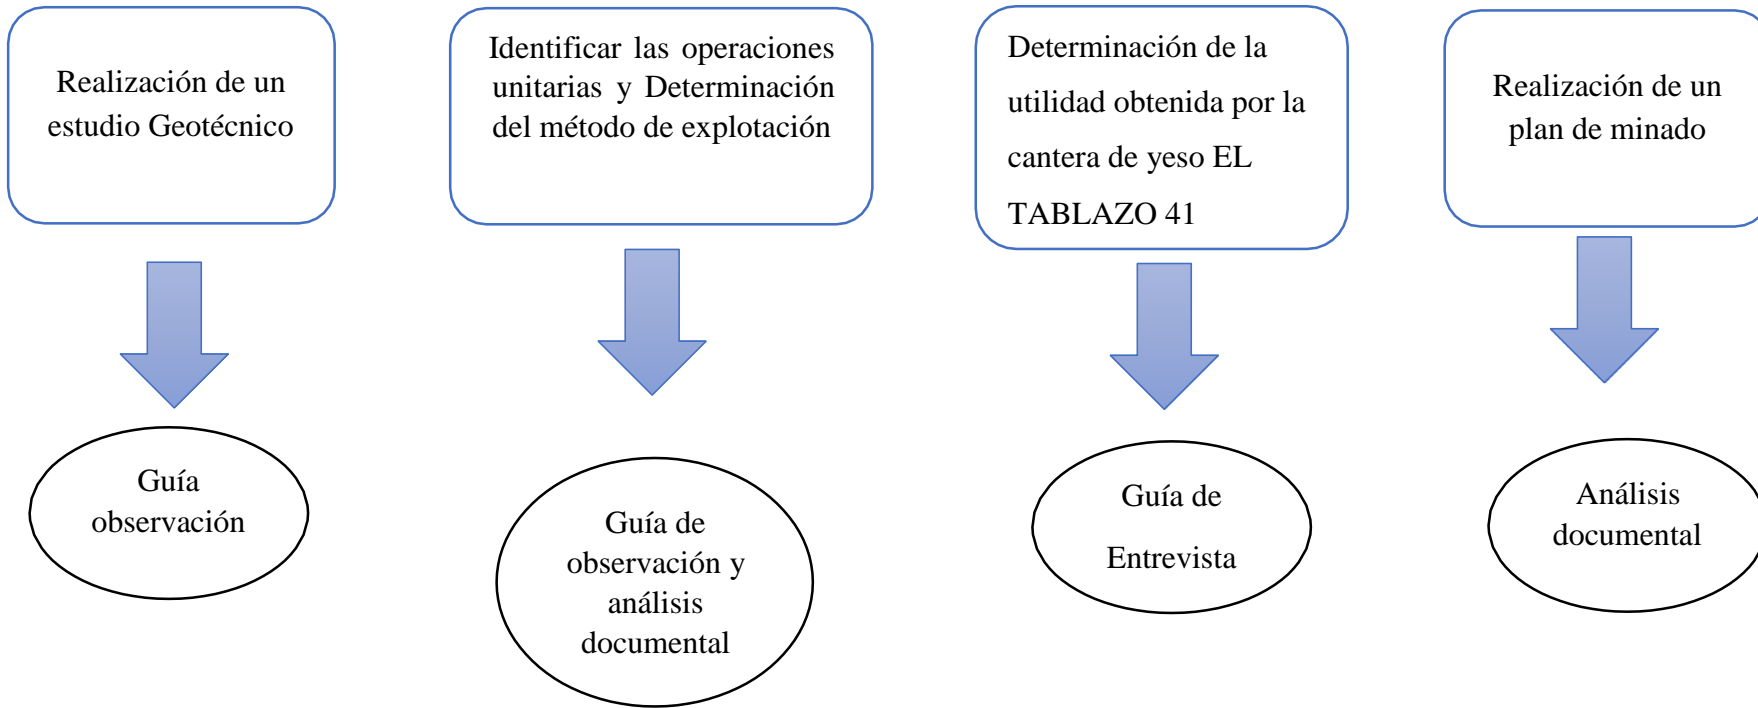 Realización de un
estudio Geotécnico
Identificar las operaciones
unitarias y Determinación
del método de explotación
Determinación de la
utilidad obtenida por la
cantera de yeso EL
TABLAZO 41
Realización de un
plan de minado
Guía
observación
Guía de
observación y
análisis
documental
Guía de
Entrevista
Análisis
documental